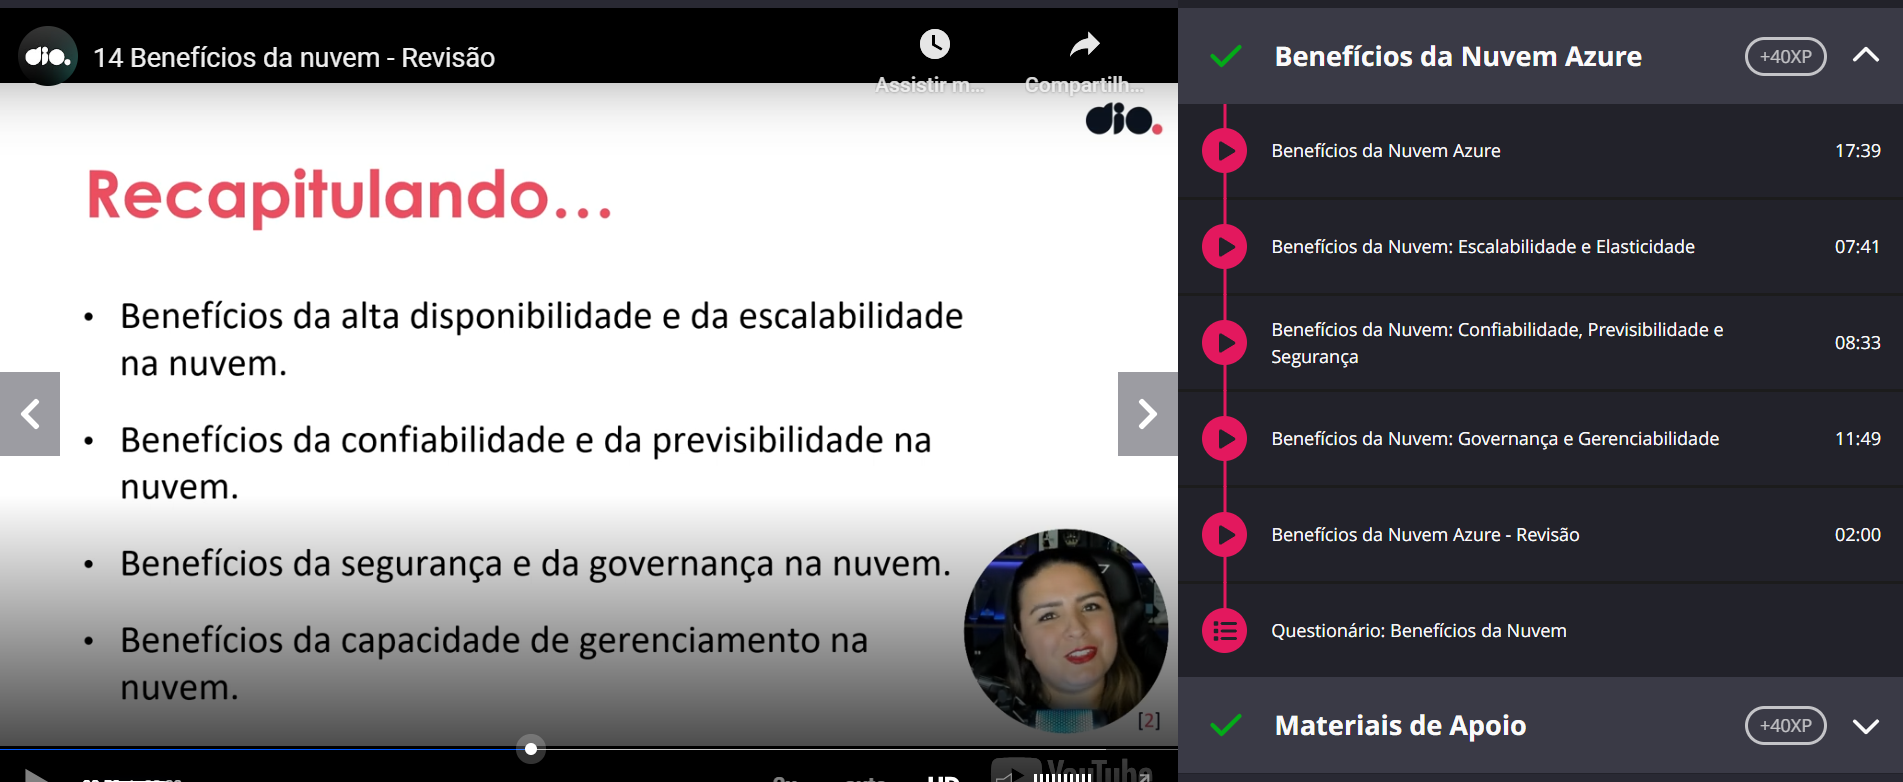 dio.
14 Benefícios da nuvem - Revisão
Assistir m...
Compartilh...
dio.
Recapitulando...
• Benefícios da alta disponibilidade e da escalabilidade
na nuvem.
• Benefícios da confiabilidade e da previsibilidade na
nuvem.
• Benefícios da segurança e da governança na nuvem.
• Benefícios da capacidade de gerenciamento na
nuvem.
[2]
HD
YouTube
Benefícios da Nuvem Azure
+40XP
Benefícios da Nuvem Azure
17:39
Benefícios da Nuvem: Escalabilidade e Elasticidade
07:41
Benefícios da Nuvem: Confiabilidade, Previsibilidade e
Segurança
08:33
Benefícios da Nuvem: Governança e Gerenciabilidade
11:49
Benefícios da Nuvem Azure - Revisão
02:00
Questionário: Benefícios da Nuvem
Materiais de Apoio
+40XP